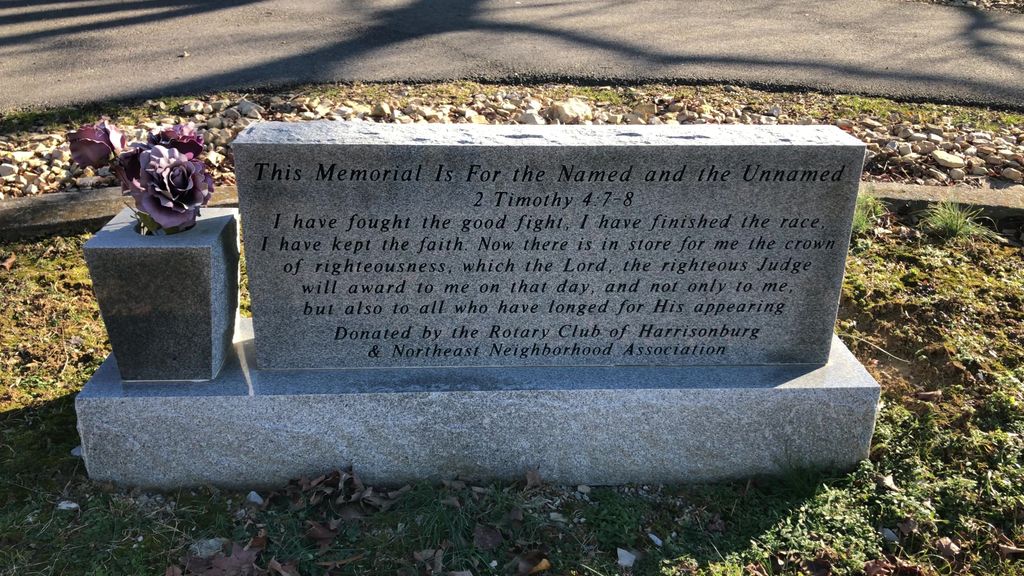 This Memorial Is For the Named and the Unnamed
2 Timothy 4:7-8
I have fought the good fight, I have finished the race,
I have kept the faith. Now there is in store for me the crown
of righteousness, which the Lord, the righteous Judge
will award to me on that day, and not only to me,
but also to all who have longed for His appearing
Donated by the Rotary Club of Harrisonburg
& Northeast Neighborhood Association